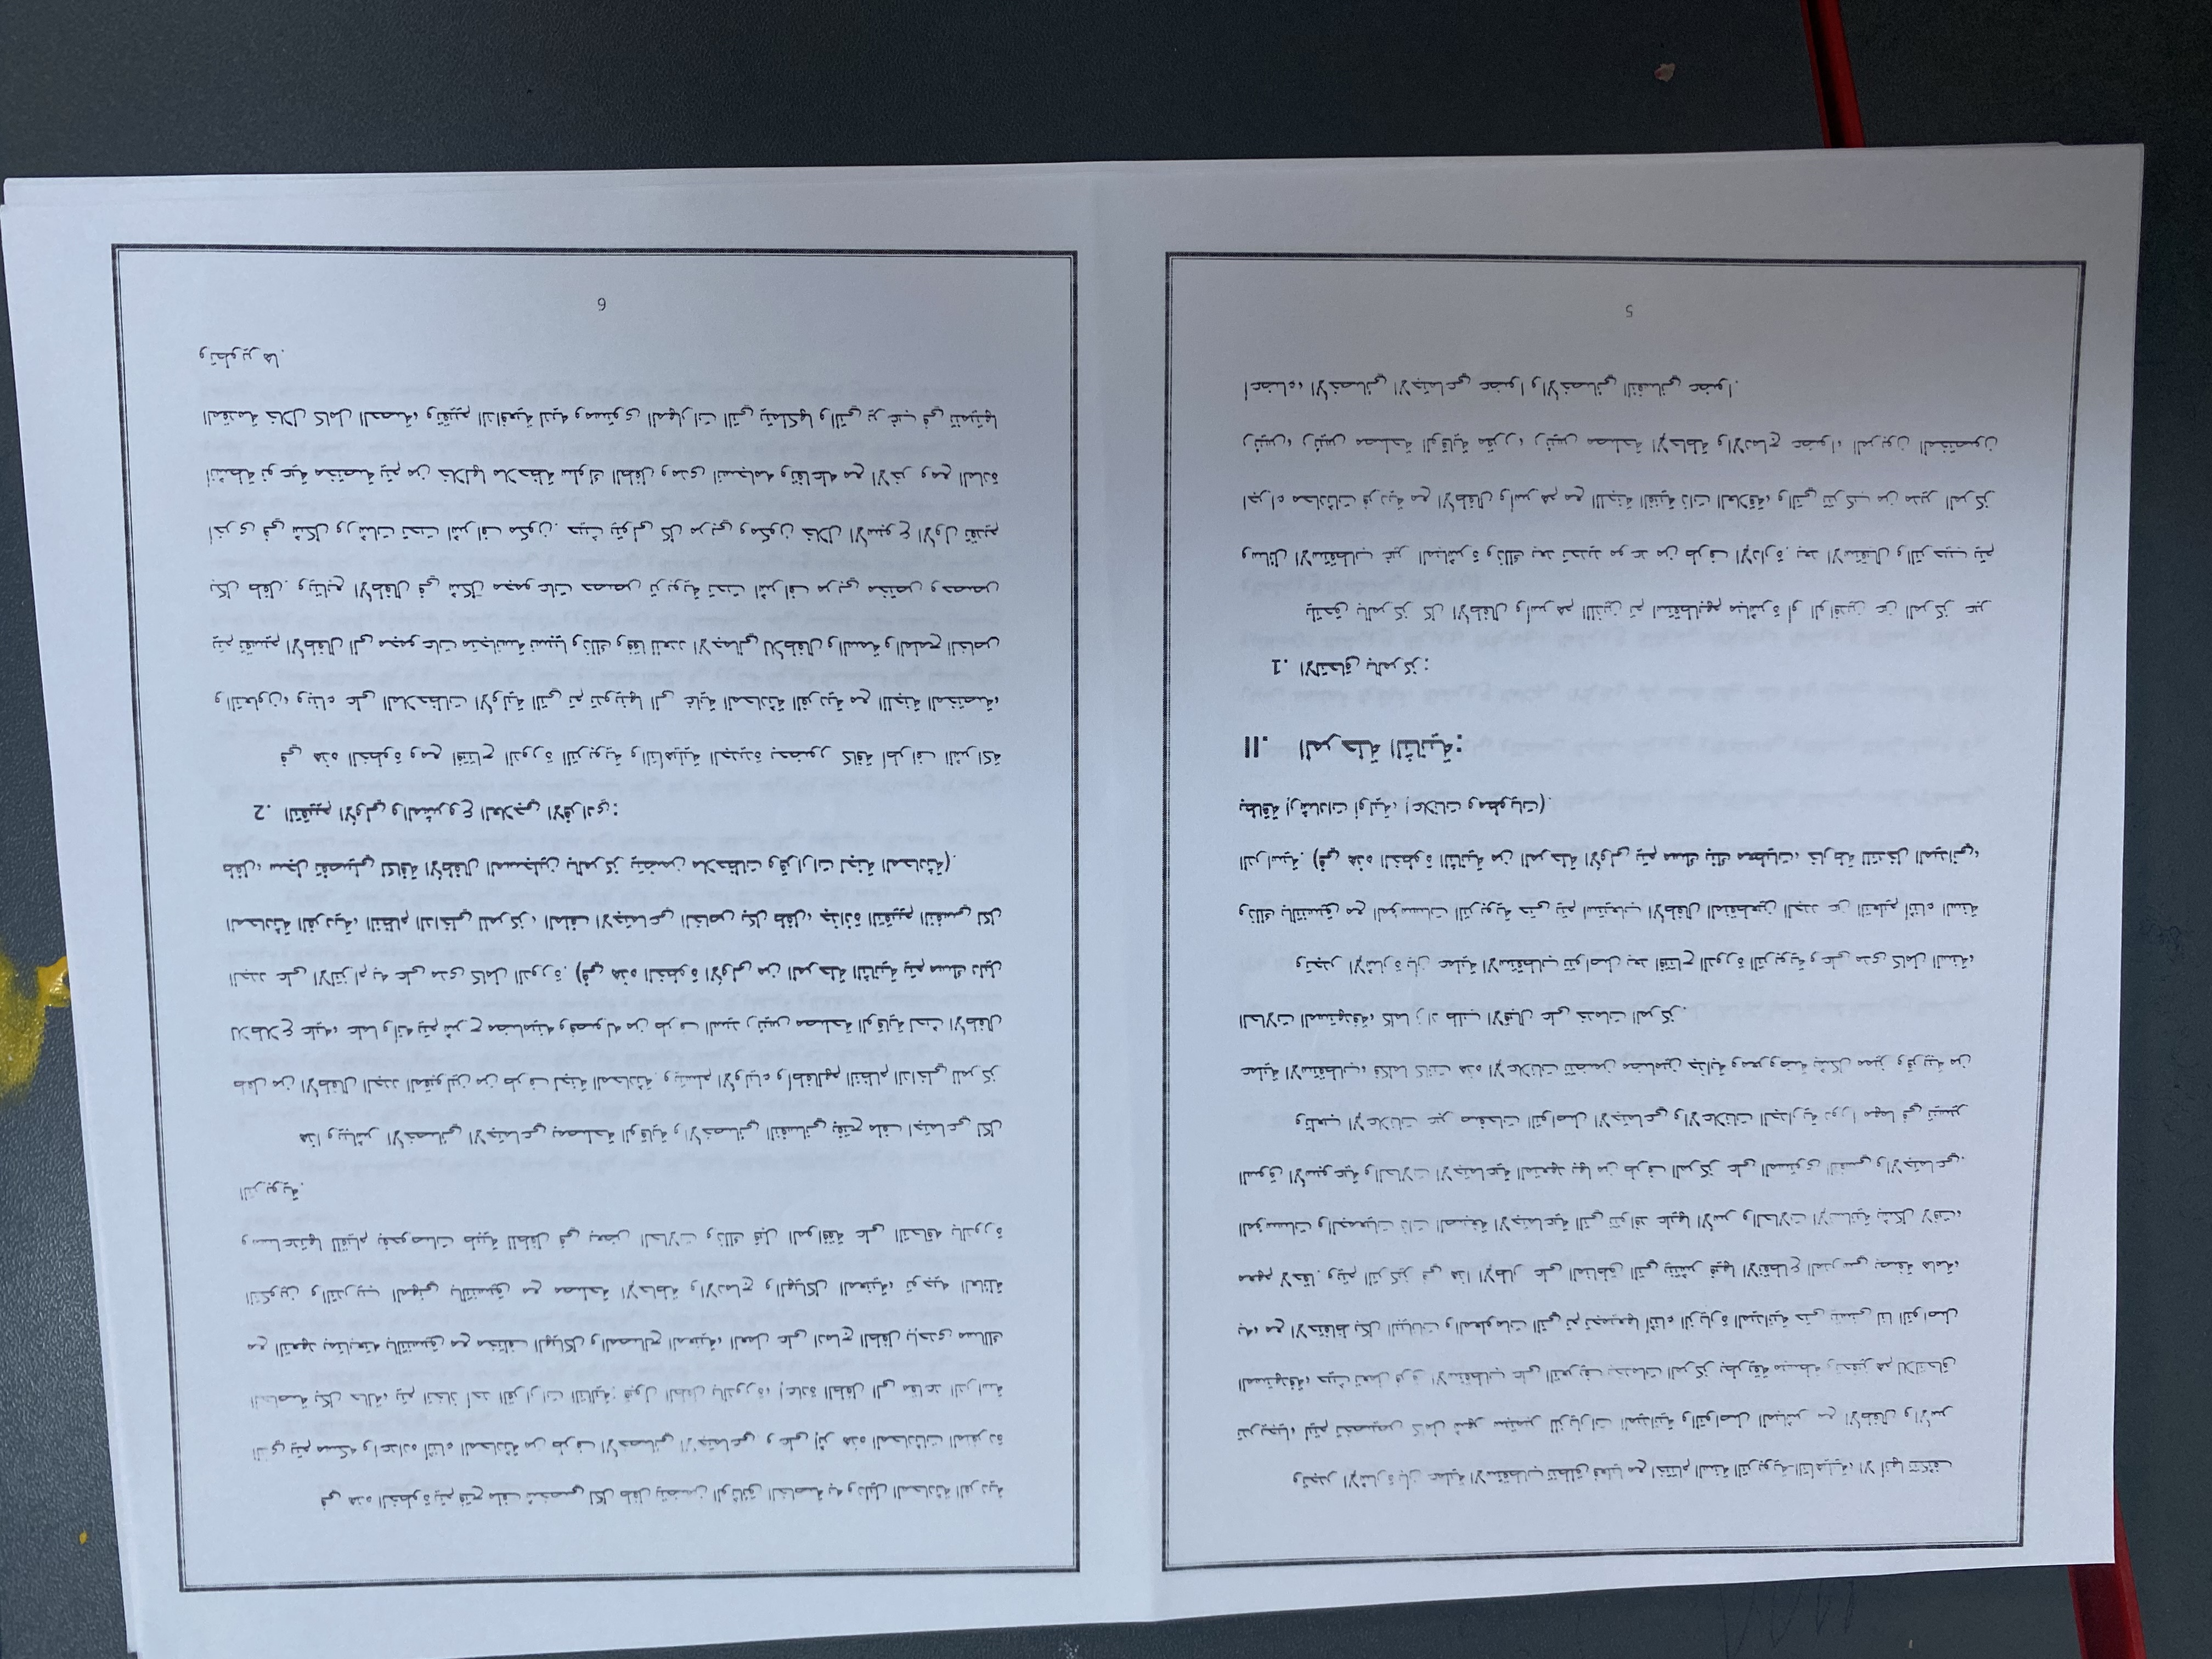 وتجدر الإشارة بأن عملية الاستقطاب تنطلق فعليا مع اختتام السنة التربوية-التأهيلية، الا أنها تتكثف
تدريجيا، ليتم تخصيص كامل شهر سبتمبر للزيارات الميدانية والتواصل المباشر مع الأطفال والأسر
المستهدفة، حيث تعمل فرق الاستقطاب على التعريف بخدمات المركز بطريقة مبسطة وتحفيزهم للالتحاق
به، مع الاحتفاظ بكل البيانات والمعلومات التي تم تجميعها أثناء الزيارة الميدانية حتى يتسنى لنا التواصل
معهم لاحقا. ويتم التركيز في هذا الإطار على المناطق التي ينتشر فيها الانقطاع المدرسي بصفة هامة،
المؤسسات والجمعيات ذات الصبغة الاجتماعية التي تتوافد عليها الأسر والحالات الإنسانية بشكل لافت،
السوق الأسبوعية والحالات الاجتماعية المتعهد بها من طرف المركز على المستوى النفسي والاجتماعي.
وتلعب الإعلانات عبر صفحات التواصل الاجتماعي والاعلانات الجدارية دورا مهما في تيسير
عملية الاستقطاب، فكلما كانت هذه الإعلانات تتضمن مضامين جذابة ومعروضة بشكل مميز وقريبة من
الحالات المستهدفة، كلما زاد طلب الاقبال على خدمات المركز.
وتجدر الإشارة بأن عملية الاستقطاب تتواصل بعد افتتاح الدورة التربوية وعلى مدى كامل السنة،
وذلك بالتنسيق مع المؤسسات التربوية حتى يتم استيعاب الأطفال المنقطعين الجدد عن التعليم أثناء السنة
الدراسية. (في هذه الخطوة الثانية من المرحلة الأولى يتم مسك بنك معطيات، خارطة للتدخل الميداني،
بطاقة إرشادات أولية، إعلانات ومطويات).
II. المرحلة الثانية:
1. الالتحاق بالمركز:
يلتحق بالمركز كل الأطفال وأسرهم اللذين تم استقطابهم مباشرة أو الوافدين عن المركز عبر
وسائل الاستقطاب غير المباشرة وذلك بعد تحديد موعد من طرف الإدارة. بعد الاستقبال والترحيب يتم
اجراء محادثات فردية مع الأطفال وأسرهم مع اللجنة الفنية ذات العلاقة، والتي تتركب من مدير المركز
رئيس، رئيس مصلحة الوقاية مقرر، رئيس مصلحة الإحاطة والادماج عضوا، المربون المختصون
أعضاء، الأخصائي الاجتماعي عضوا والأخصائي النفساني عضوا.
5
في هذه الخطوة يتم فتح ملف شخصي لكل طفل يتضمن الوثائق الخاصة به ودليل المحادثة الفردية
الذي يتم مسكه واعداده أثناء المحادثة من طرف الأخصائي الاجتماعي وعلى إثر هذه المحادثات المنفردة
الخاصة بكل حالة، يتم اتخاذ أحد القرارات التالية: قبول الطفل بالدورة، إعادة الطفل الى مقاعد الدراسة
مع التعهد بمتابعته بالتنسيق مع مختلف الهياكل والمصالح المعنية، العمل على ادماج الطفل بإحدى مسالك
التكوين والتدريب المهني بالتنسيق مع مصلحة الإحاطة والادماج والهياكل المعنية، توجيه العائلة
ومساعدتها للقيام بفحوصات طبية للطفل في بعض الحالات وذلك قبل الموافقة على التحاقه بالدورة
التربوية.
هذا ويباشر الأخصائي الاجتماعي بمصلحة الوقاية والأخصائي النفساني بفتح ملف اجتماعي لكل
طفل من الأطفال الجدد المقبولين من طرف لجنة المحادثة. ويتسلم الأولياء وأطفالهم النظام الداخلي للمركز
للاطلاع عليه، علما وأنه يتم شرح مضامينه وفصوله من طرف السيد رئيس مصلحة الوقاية لحث الأطفال
الجدد على الالتزام به على مدى كامل الدورة. (في هذه الخطوة الأولى من المرحلة الثانية يتم مسك دليل
المحادثة الفردية، النظام الداخلي للمركز، الملف الاجتماعي الخاص بكل طفل، جذاذة التقييم النفسي لكل
طفل، سجل تفصيلي لكافة الأطفال المسجلين بالمركز يتضمن ملاحظات وقرارات لجنة المحادثة).
2. التقييم الأولي والمشروع العلاجي الافرادي:
في هذه الخطوة ومع افتتاح الدورة التربوية والتأهيلية الجديدة بحضور كافة أطراف الشراكة
والتعاون، وبناء على الملاحظات الأولية التي تم تدوينها الى غاية المحادثة الفردية مع اللجنة المختصة،
يتم تقسيم الأطفال الى مجموعات متجانسة نسبيا وذلك وفقا للعدد الاجمالي للأطفال والسمة والملمح الخاص
بكل طفل. ويتابع الأطفال في شكل مجموعات حصص تربوية تحت اشراف مربي مختص وحصص
أخرى في شكل ورشات تحت اشراف مكون. حيث يتولى كل مربي ومكون خلال الأسبوع الأول تقديم
أنشطة نوعية مختصة يتم من خلالها ملاحظة سلوك الطفل ومدى انسجامه وتفاعله مع الاخر ومع المادة
المقدمة خلال كامل الحصة، وتقييم الدافعية لديه ومستوى المهارات التي يتملكها والتي يرغب في تنميتها
وتطويرها.
6